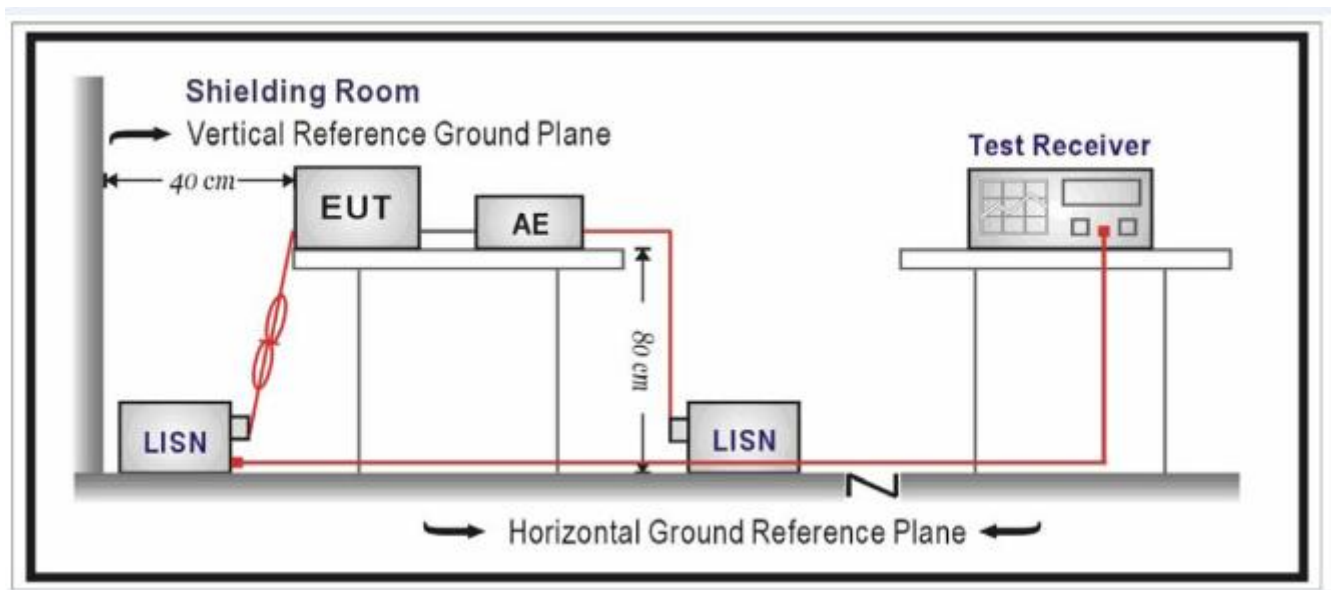 Shielding Room
Vertical Reference Ground Plane
40 cm
EUT
AE
Test Receiver
80 cm
LISN
LISN
Horizontal Ground Reference Plane